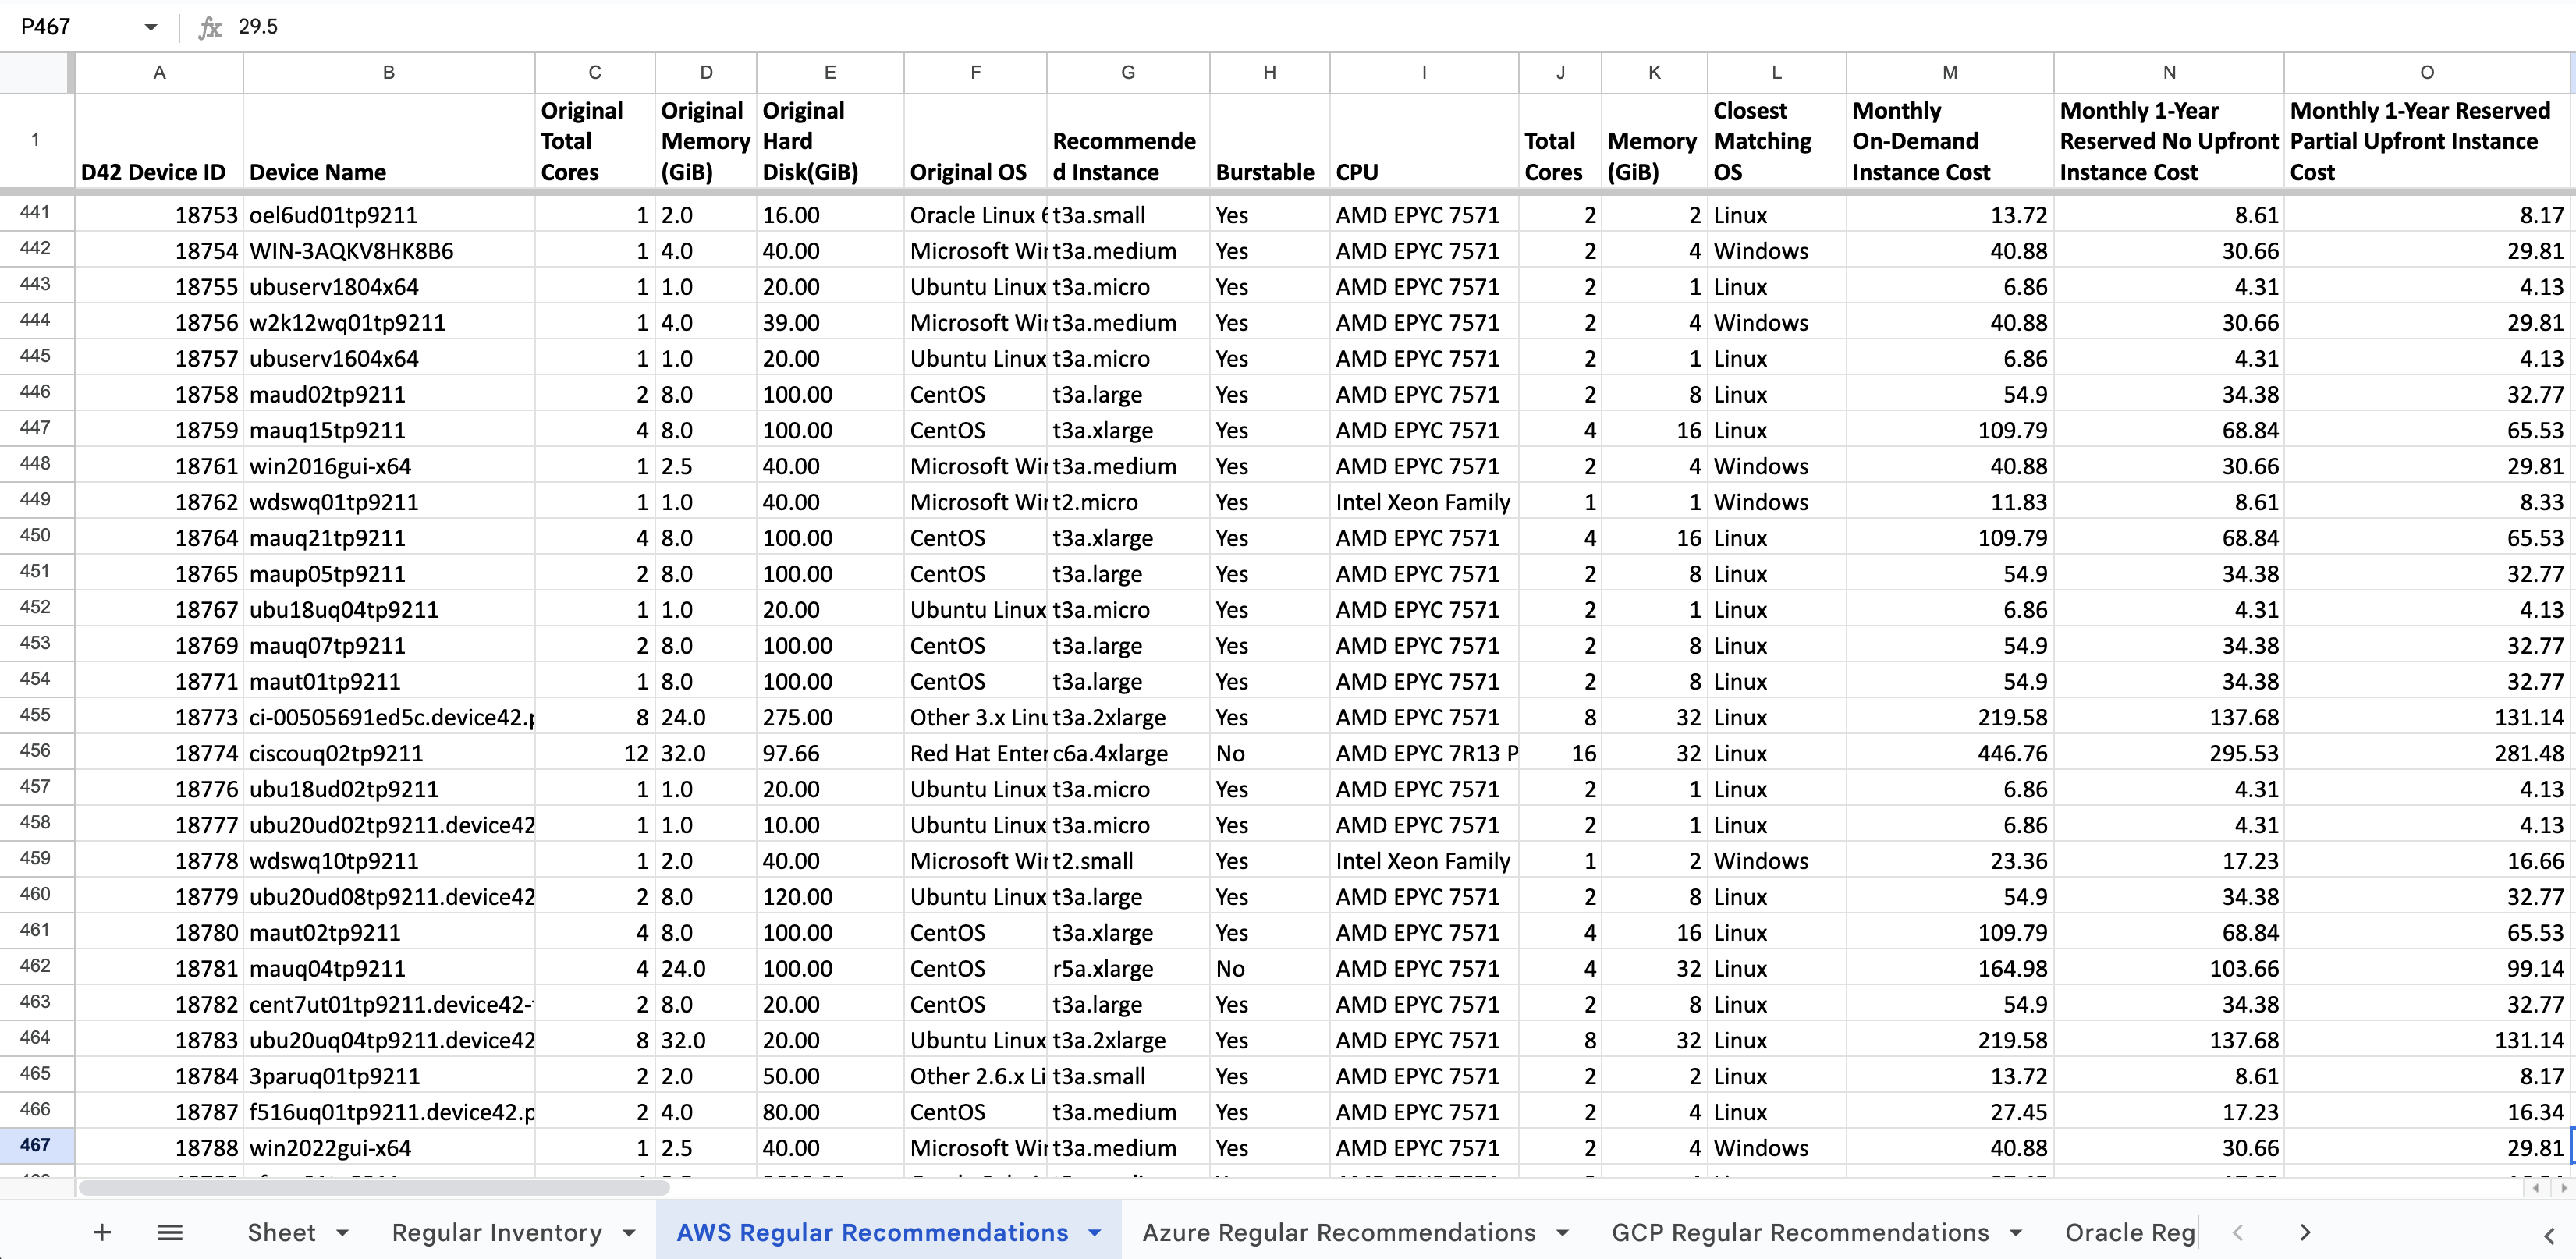 P467 fx 29.5
A B C D E F G H I J K L M N O
1 D42 Device ID Device Name Original Total Cores Original Memory (GiB) Original Hard Disk(GiB) Original OS Recommended Instance Burstable CPU Total Cores Memory (GiB) Closest Matching OS Monthly On-Demand Instance Cost Monthly 1-Year Reserved No Upfront Instance Cost Monthly 1-Year Reserved Partial Upfront Instance Cost
441 18753 oel6ud01tp9211 1 2.0 16.00 Oracle Linux 6 t3a.small Yes AMD EPYC 7571 2 2 Linux 13.72 8.61 8.17
442 18754 WIN-3AQKV8HK8B6 1 4.0 40.00 Microsoft Wir t3a.medium Yes AMD EPYC 7571 2 4 Windows 40.88 30.66 29.81
443 18755 ubuserv1804x64 1 1.0 20.00 Ubuntu Linux t3a.micro Yes AMD EPYC 7571 2 1 Linux 6.86 4.31 4.13
444 18756 w2k12wq01tp9211 1 4.0 39.00 Microsoft Wir t3a.medium Yes AMD EPYC 7571 2 4 Windows 40.88 30.66 29.81
445 18757 ubuserv1604x64 1 1.0 20.00 Ubuntu Linux t3a.micro Yes AMD EPYC 7571 2 1 Linux 6.86 4.31 4.13
446 18758 maud02tp9211 2 8.0 100.00 CentOS t3a.large Yes AMD EPYC 7571 2 8 Linux 54.9 34.38 32.77
447 18759 mauq15tp9211 4 8.0 100.00 CentOS t3a.xlarge Yes AMD EPYC 7571 4 16 Linux 109.79 68.84 65.53
448 18761 win2016gui-x64 1 2.5 40.00 Microsoft Wir t3a.medium Yes AMD EPYC 7571 2 4 Windows 40.88 30.66 29.81
449 18762 wdswq01tp9211 1 1.0 40.00 Microsoft Wir t2.micro Yes Intel Xeon Family 1 1 Windows 11.83 8.61 8.33
450 18764 mauq21tp9211 4 8.0 100.00 CentOS t3a.xlarge Yes AMD EPYC 7571 4 16 Linux 109.79 68.84 65.53
451 18765 maup05tp9211 2 8.0 100.00 CentOS t3a.large Yes AMD EPYC 7571 2 8 Linux 54.9 34.38 32.77
452 18767 ubu18uq04tp9211 1 1.0 20.00 Ubuntu Linux t3a.micro Yes AMD EPYC 7571 2 1 Linux 6.86 4.31 4.13
453 18769 mauq07tp9211 2 8.0 100.00 CentOS t3a.large Yes AMD EPYC 7571 2 8 Linux 54.9 34.38 32.77
454 18771 maut01tp9211 1 8.0 100.00 CentOS t3a.large Yes AMD EPYC 7571 2 8 Linux 54.9 34.38 32.77
455 18773 ci-00505691ed5c.device42.p 8 24.0 275.00 Other 3.x Linu t3a.2xlarge Yes AMD EPYC 7571 8 32 Linux 219.58 137.68 131.14
456 18774 ciscouq02tp9211 12 32.0 97.66 Red Hat Enter c6a.4xlarge No AMD EPYC 7R13 P 16 32 Linux 446.76 295.53 281.48
457 18776 ubu18ud02tp9211 1 1.0 20.00 Ubuntu Linux t3a.micro Yes AMD EPYC 7571 2 1 Linux 6.86 4.31 4.13
458 18777 ubu20ud02tp9211.device42 1 1.0 10.00 Ubuntu Linux t3a.micro Yes AMD EPYC 7571 2 1 Linux 6.86 4.31 4.13
459 18778 wdswq10tp9211 1 2.0 40.00 Microsoft Wir t2.small Yes Intel Xeon Family 1 2 Windows 23.36 17.23 16.66
460 18779 ubu20ud08tp9211.device42 2 8.0 120.00 Ubuntu Linux t3a.large Yes AMD EPYC 7571 2 8 Linux 54.9 34.38 32.77
461 18780 maut02tp9211 4 8.0 100.00 CentOS t3a.xlarge Yes AMD EPYC 7571 4 16 Linux 109.79 68.84 65.53
462 18781 mauq04tp9211 4 24.0 100.00 CentOS r5a.xlarge No AMD EPYC 7571 4 32 Linux 164.98 103.66 99.14
463 18782 cent7ut01tp9211.device42- 2 8.0 20.00 CentOS t3a.large Yes AMD EPYC 7571 2 8 Linux 54.9 34.38 32.77
464 18783 ubu20uq04tp9211.device42 8 32.0 20.00 Ubuntu Linux t3a.2xlarge Yes AMD EPYC 7571 8 32 Linux 219.58 137.68 131.14
465 18784 3paruq01tp9211 2 2.0 50.00 Other 2.6.x Li t3a.small Yes AMD EPYC 7571 2 2 Linux 13.72 8.61 8.17
466 18787 f516uq01tp9211.device42.p 2 4.0 80.00 CentOS t3a.medium Yes AMD EPYC 7571 2 4 Linux 27.45 17.23 16.34
467 18788 win2022gui-x64 1 2.5 40.00 Microsoft Wir t3a.medium Yes AMD EPYC 7571 2 4 Windows 40.88 30.66 29.81
Sheet Regular Inventory AWS Regular Recommendations Azure Regular Recommendations GCP Regular Recommendations Oracle Reg